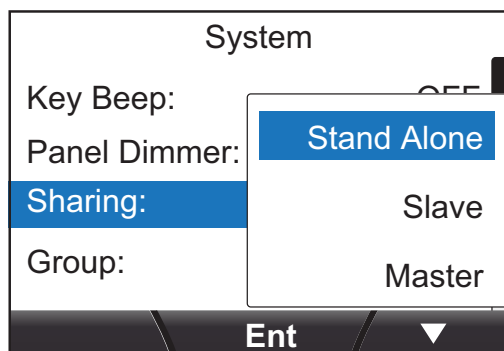 System
Key Beep:
Panel Dimmer:
Sharing:
Group:
Stand Alone
Slave
Master
Ent